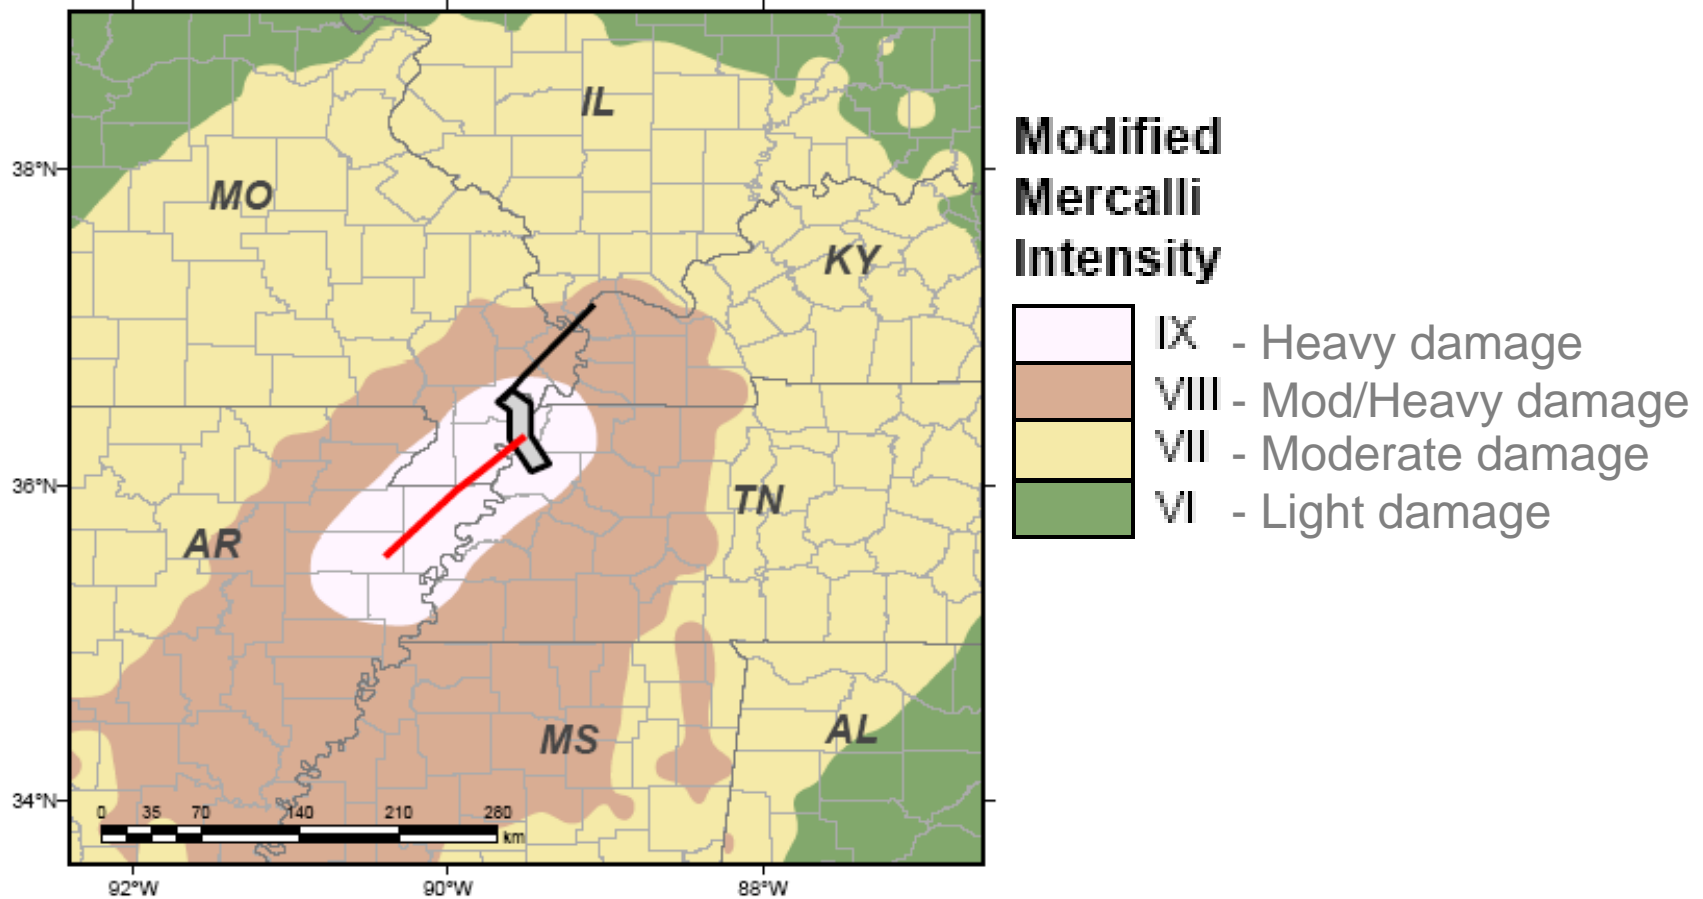 IL
38°N
MO
KY
36°N
TN
AR
MS
AL
34°N
0 35 70 140 210 280
km
92°W 90°W 88°W
Modified
Mercalli
Intensity
IX - Heavy damage
VIII - Mod/Heavy damage
VII - Moderate damage
VI - Light damage